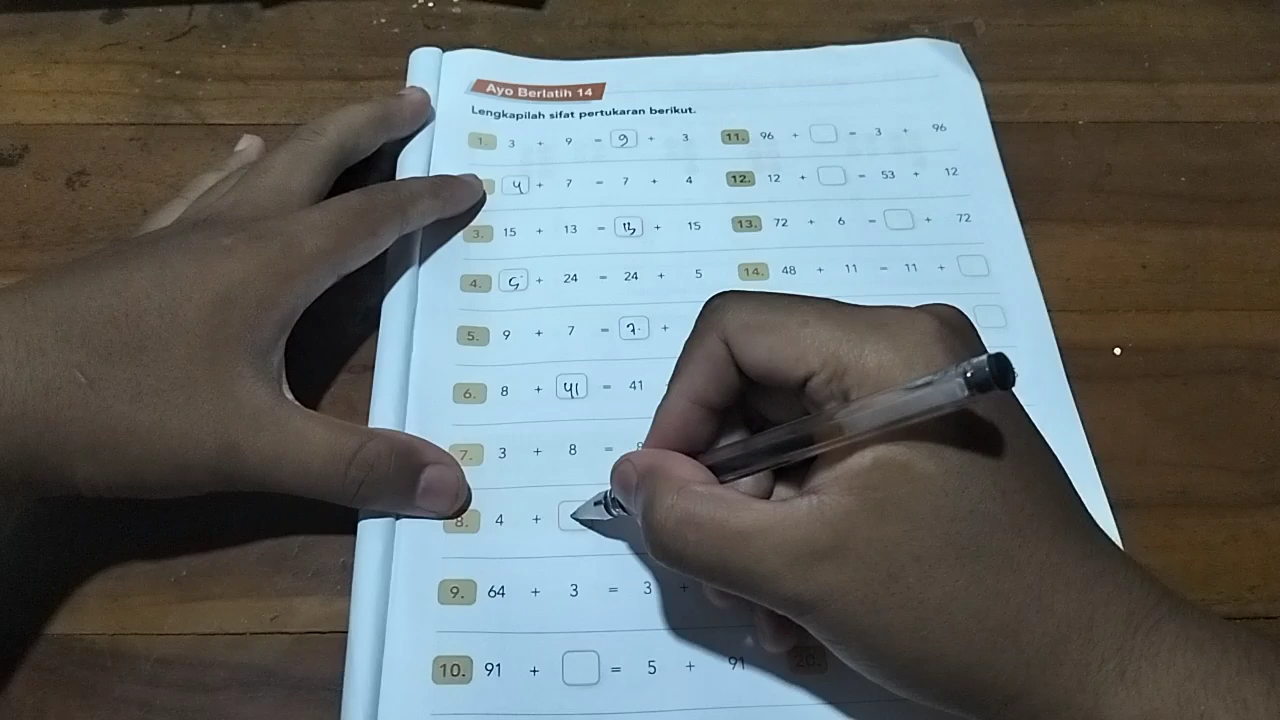 Ayo Berlatih 14
Lengkapilah sifat pertukaran berikut.
1. 3 + 9 = 9 + 3
4 + 7 = 7 + 4
3. 15 + 13 = 13 + 15
4. 5 + 24 = 24 + 5
5. 9 + 7 = 7 +
6. 8 + 41 = 41
7. 3 + 8 =
8. 4 +
9. 64 + 3 = 3 +
10. 91 + = 5 + 91
11. 96 + = 3 + 96
12. 12 + = 53 + 12
13. 72 + 6 = + 72
14. 48 + 11 = 11 +
20.